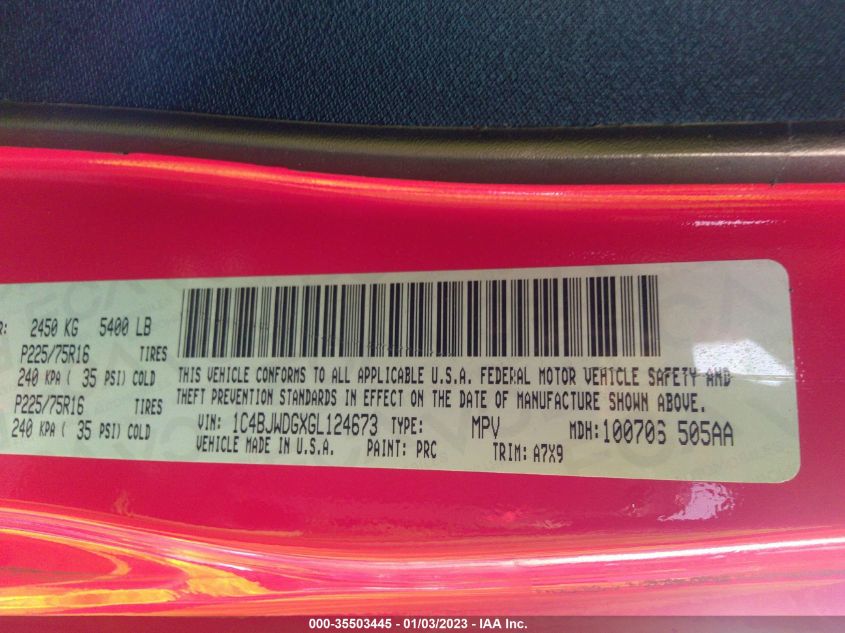 R: 2450 KG 5400 LB
P225/75R16 TIRES
240 KPA ( 35 PSI) COLD
P225/75R16 TIRES
240 KPA ( 35 PSI) COLD
THIS VEHICLE CONFORMS TO ALL APPLICABLE U.S.A. FEDERAL MOTOR VEHICLE SAFETY AND
THEFT PREVENTION STANDARDS IN EFFECT ON THE DATE OF MANUFACTURE SHOWN ABOVE.
VIN: 1C4BJWDGXGL124673 TYPE: MPV MDH: 100706 505AA
VEHICLE MADE IN U.S.A. PAINT: PRC TRIM: A7X9
000-35503445 - 01/03/2023 - IAA Inc.